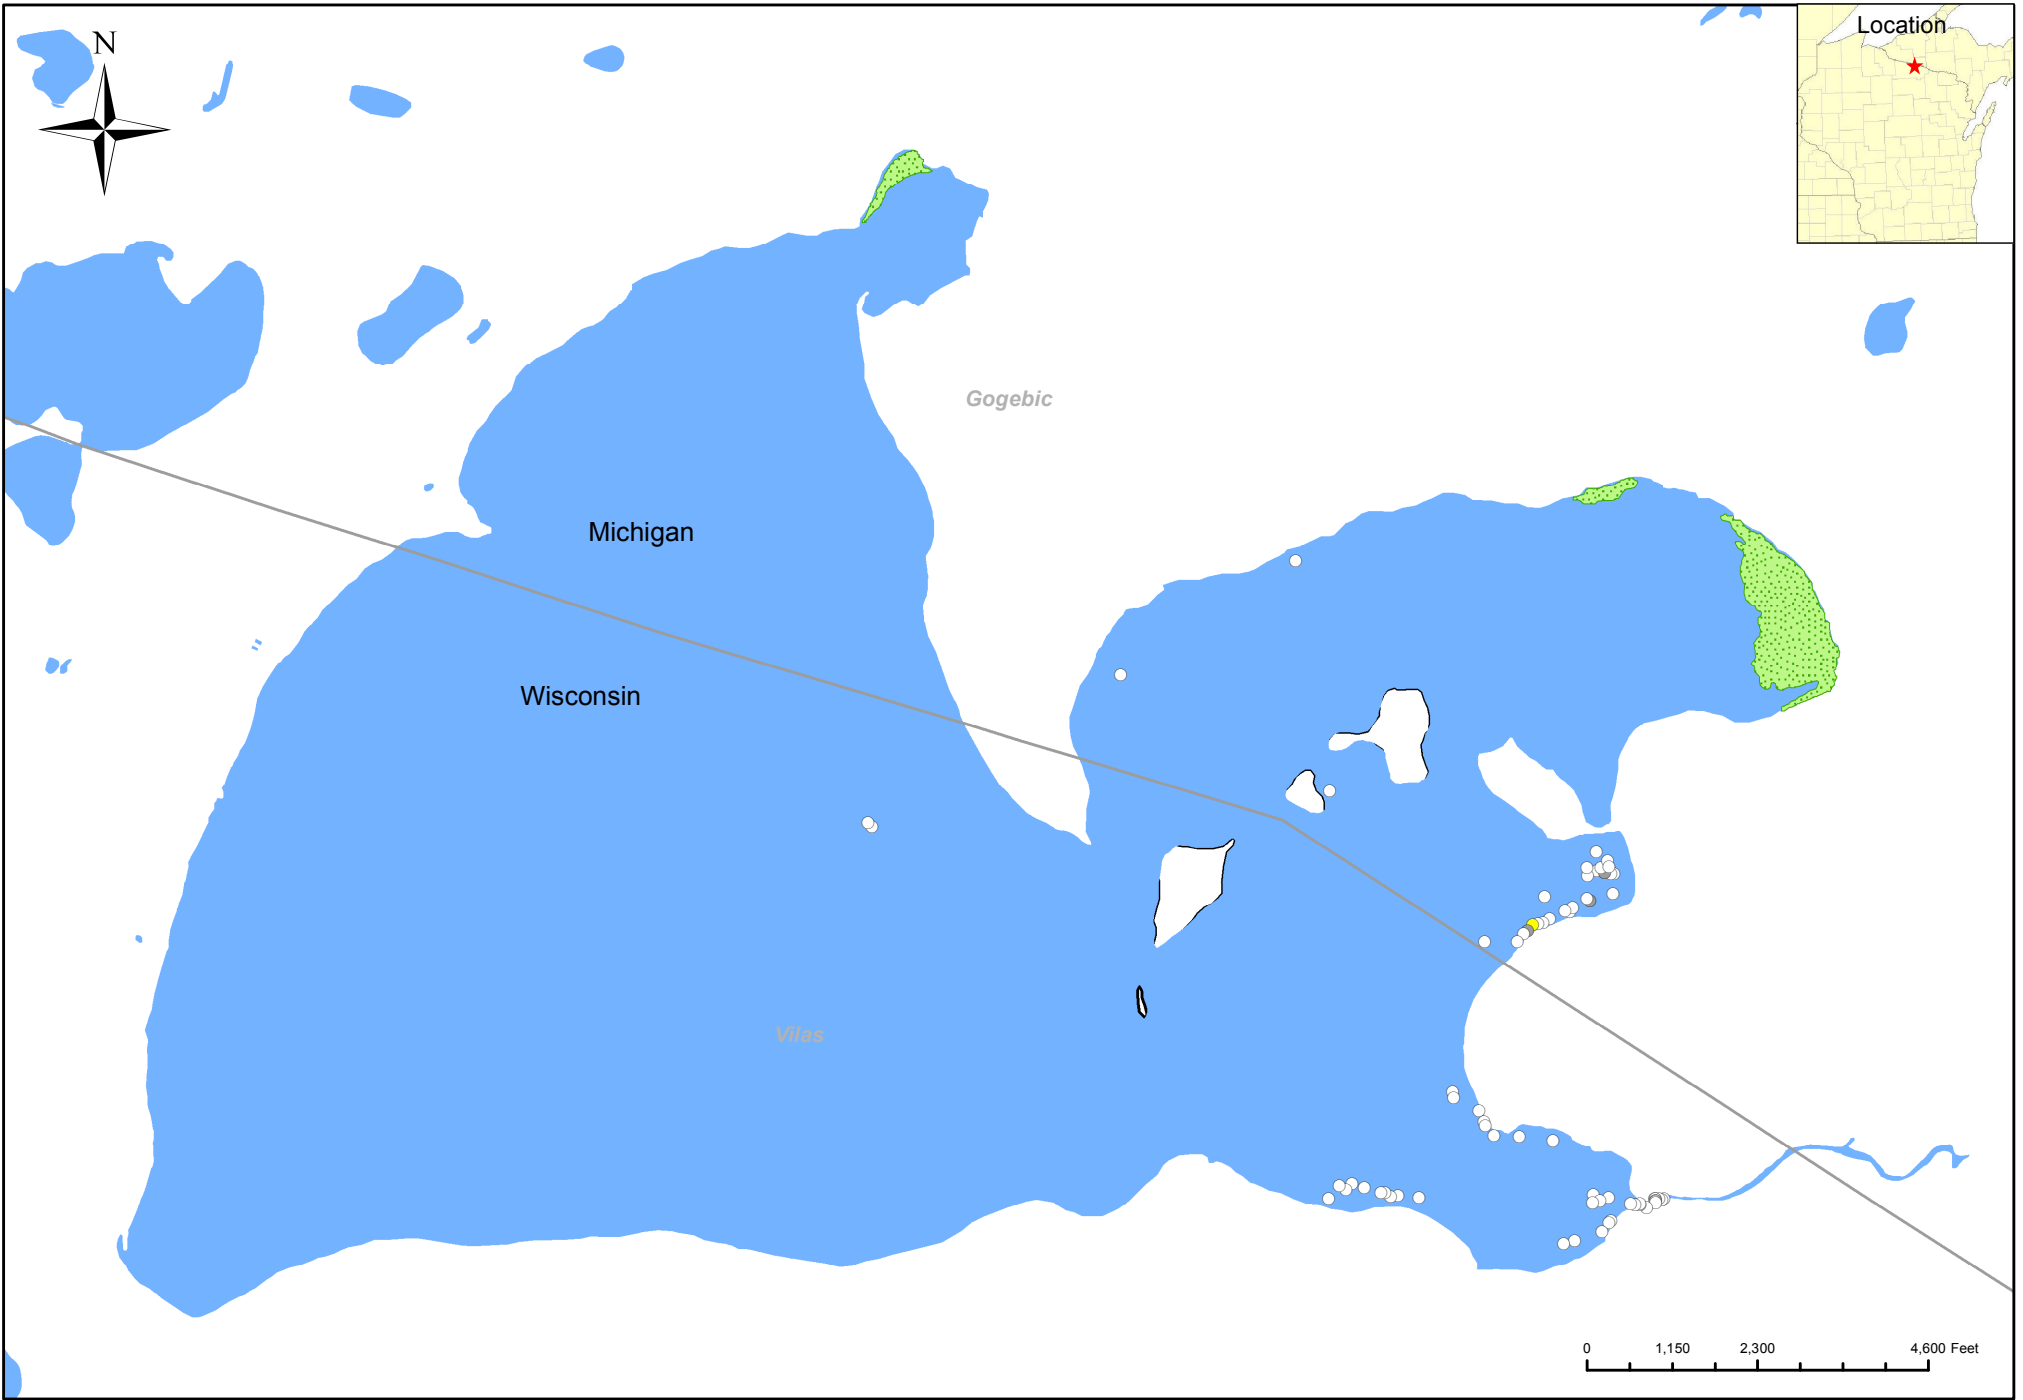 Location
N
Gogebic
Michigan
Wisconsin
Vilas
0 1,150 2,300 4,600 Feet